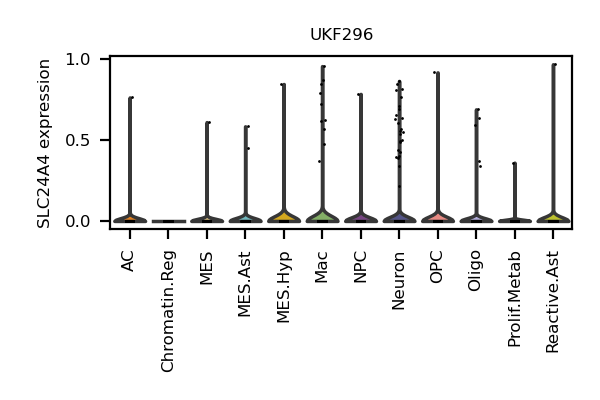 UKF296
SLC24A4 expression
1.0
0.5
0.0
AC
Chromatin.Reg
MES
MES.Ast
MES.Hyp
Mac
NPC
Neuron
OPC
Oligo
Prolif.Metab
Reactive.Ast